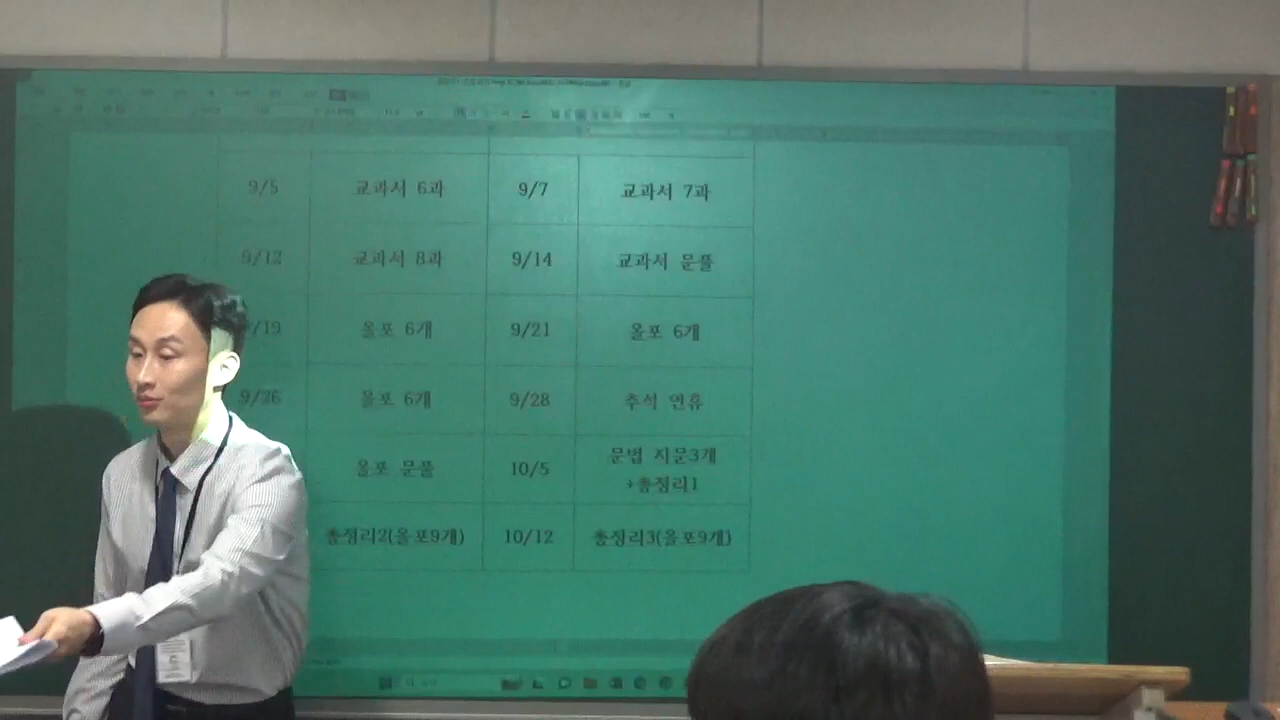 9/5 교과서 6과 9/7 교과서 7과
9/12 교과서 8과 9/14 교과서 문풀
/19 올포 6개 9/21 올포 6개
9/26 올포 6개 9/28 추석 연휴
올포 문풀 10/5 문법 지문3개
+총정리1
총정리2(올포9개) 10/12 총정리3(올포9개)